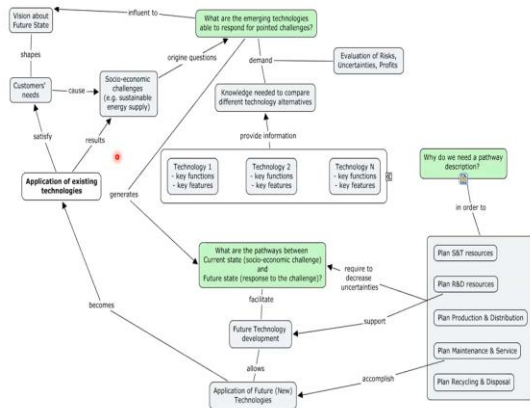 Vision about
Future State
influent to
What are the emerging technologies
able to respond for pointed challenges?
shapes
origine questions
demand
Evaluation of Risks,
Uncertainties, Profits
Customers'
needs
cause
Socio-economic
challenges
(e.g. sustainable
energy supply)
Knowledge needed to compare
different technology alternatives
satisfy
results
provide information
Technology 1
- key functions
- key features
Technology 2
- key functions
- key features
Technology N
- key functions
- key features
Why do we need a pathway
description?
Application of existing
technologies
generates
in order to
What are the pathways between
Current state (socio-economic challenge)
and
Future state (response to the challenge)?
require to
decrease
uncertainties
Plan S&T resources
Plan R&D resources
becomes
facilitate
support
Plan Production & Distribution
Future Technology
development
Plan Maintenance & Service
allows
accomplish
Plan Recycling & Disposal
Application of Future (New)
Technologies